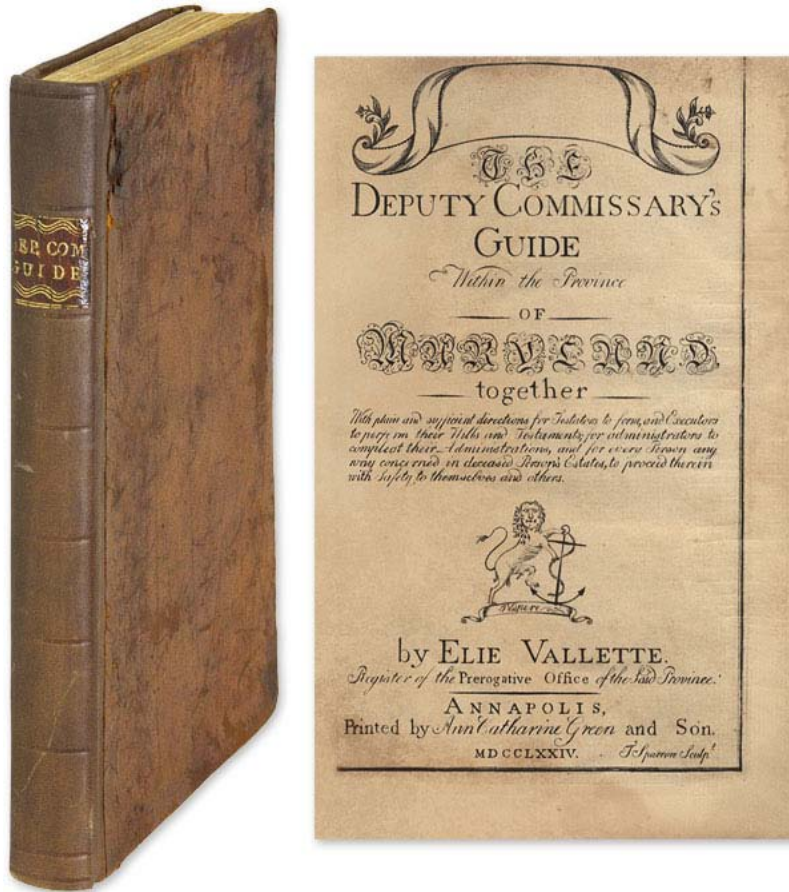 DEP. COM
GUIDE
THE
DEPUTY COMMISSARY'S
GUIDE
Within the Province
OF
MARYLAND
together
With plain and sufficient directions for Testators to form, and Executors
to perform their Wills and Testaments; for administrators to
compleat their Administrations, and for every Person any
way concerned in deceased Person's Estates, to proceed therein
with Safety to themselves and others.
by ELIE VALLETTE.
Register of the Prerogative Office of the said Province.
ANNAPOLIS,
Printed by Ann Catharine Green and Son.
MDCCLXXIV. T. Sparrow Sculpt